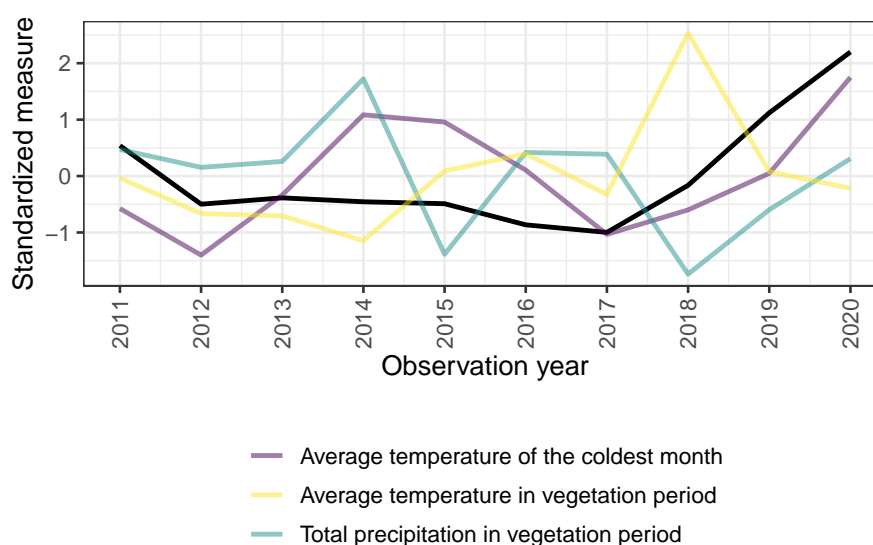 Standardized measure
2
1
0
−1
2011
2012
2013
2014
2015
2016
2017
2018
2019
2020
Observation year
Average temperature of the coldest month
Average temperature in vegetation period
Total precipitation in vegetation period